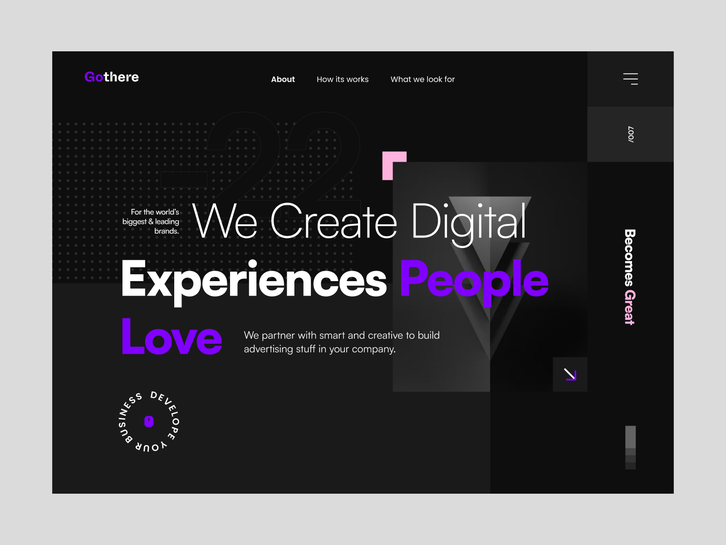 Gothere
About How its works What we look for
/007
-22
For the world's
biggest & leading
brands.
We Create Digital
Experiences People
Love
We partner with smart and creative to build
advertising stuff in your company.
Becomes Great
DEVELOPE YOUR BUSINESS